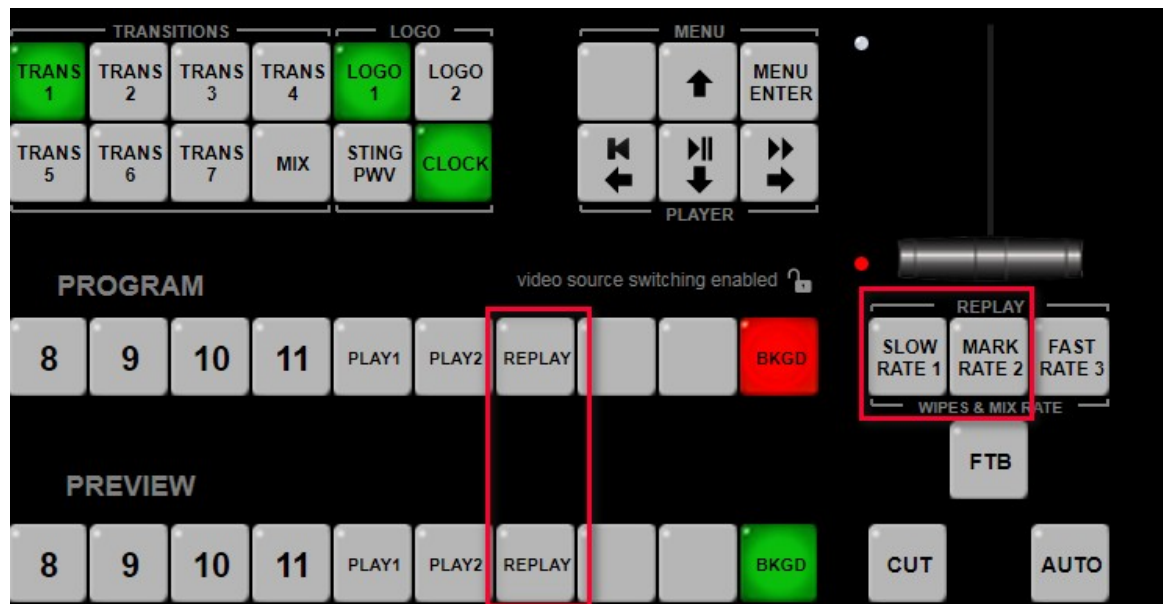 TRANSITIONS LOGO MENU
TRANS 1 TRANS 2 TRANS 3 TRANS 4 LOGO 1 LOGO 2 MENU ENTER
TRANS 5 TRANS 6 TRANS 7 MIX STING PWV CLOCK
PLAYER
PROGRAM video source switching enabled
REPLAY
8 9 10 11 PLAY1 PLAY2 REPLAY BKGD SLOW RATE 1 MARK RATE 2 FAST RATE 3
WIPES & MIX RATE
FTB
PREVIEW
8 9 10 11 PLAY1 PLAY2 REPLAY BKGD CUT AUTO